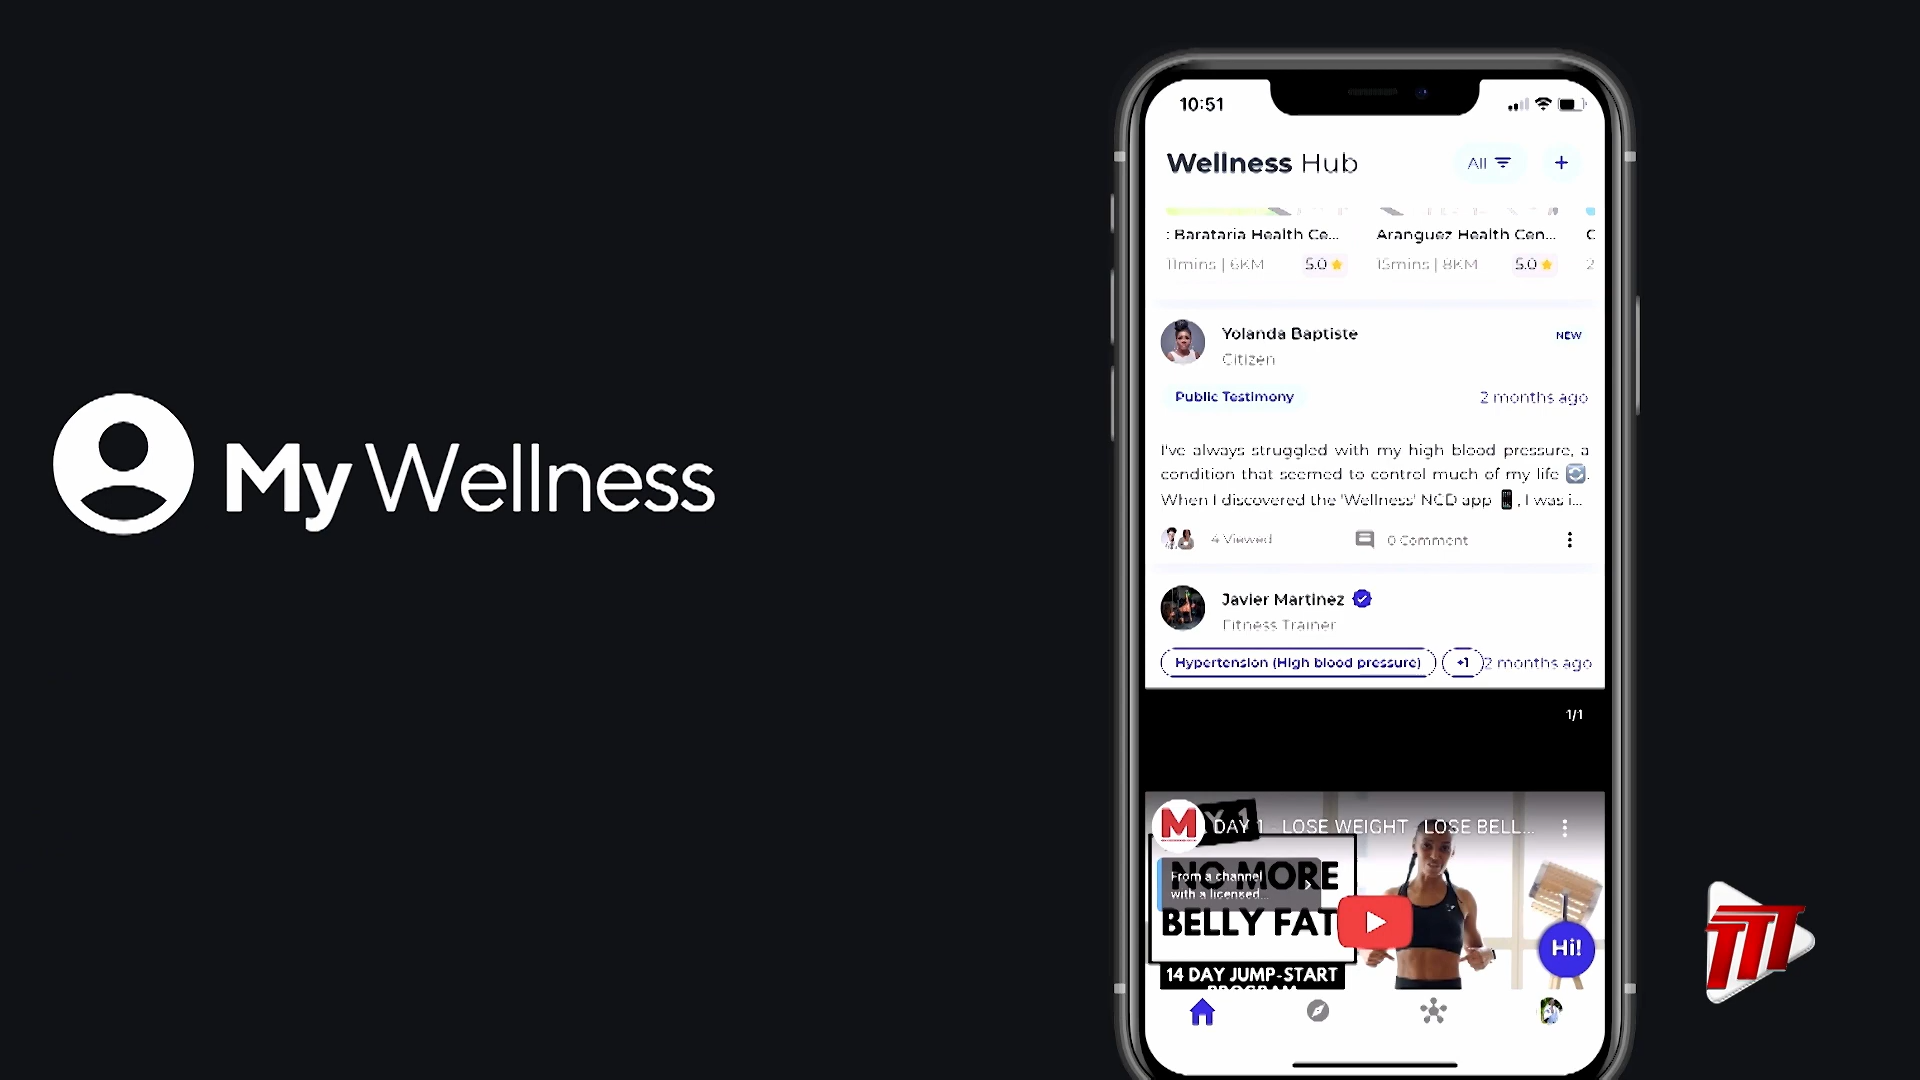 My Wellness
10:51
Wellness Hub
All
+
: Barataria Health Ce...
Aranguez Health Cen...
11mins | 6KM
5.0
15mins | 8KM
5.0
2
Yolanda Baptiste
NEW
Citizen
Public Testimony
2 months ago
I've always struggled with my high blood pressure, a
condition that seemed to control much of my life
When I discovered the 'Wellness' NCD app , I was i...
4 Viewed
0 Comment
Javier Martinez
Fitness Trainer
Hypertension (High blood pressure)
+1
2 months ago
1/1
M
DAY 1 - LOSE WEIGHT - LOSE BELL...
NO MORE
From a channel
with a licensed...
BELLY FAT
Hi!
14 DAY JUMP-START
PROGRAM
TTT